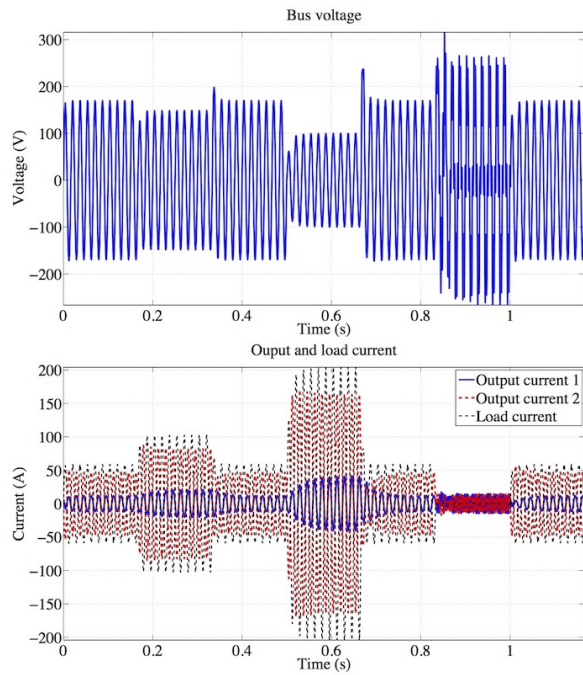 Bus voltage
300
200
100
0
−100
−200
Voltage (V)
0 0.2 0.4 0.6 0.8 1
Time (s)
Ouput and load current
200
150
100
50
0
−50
−100
−150
−200
Current (A)
Output current 1
Output current 2
Load current
0 0.2 0.4 0.6 0.8 1
Time (s)